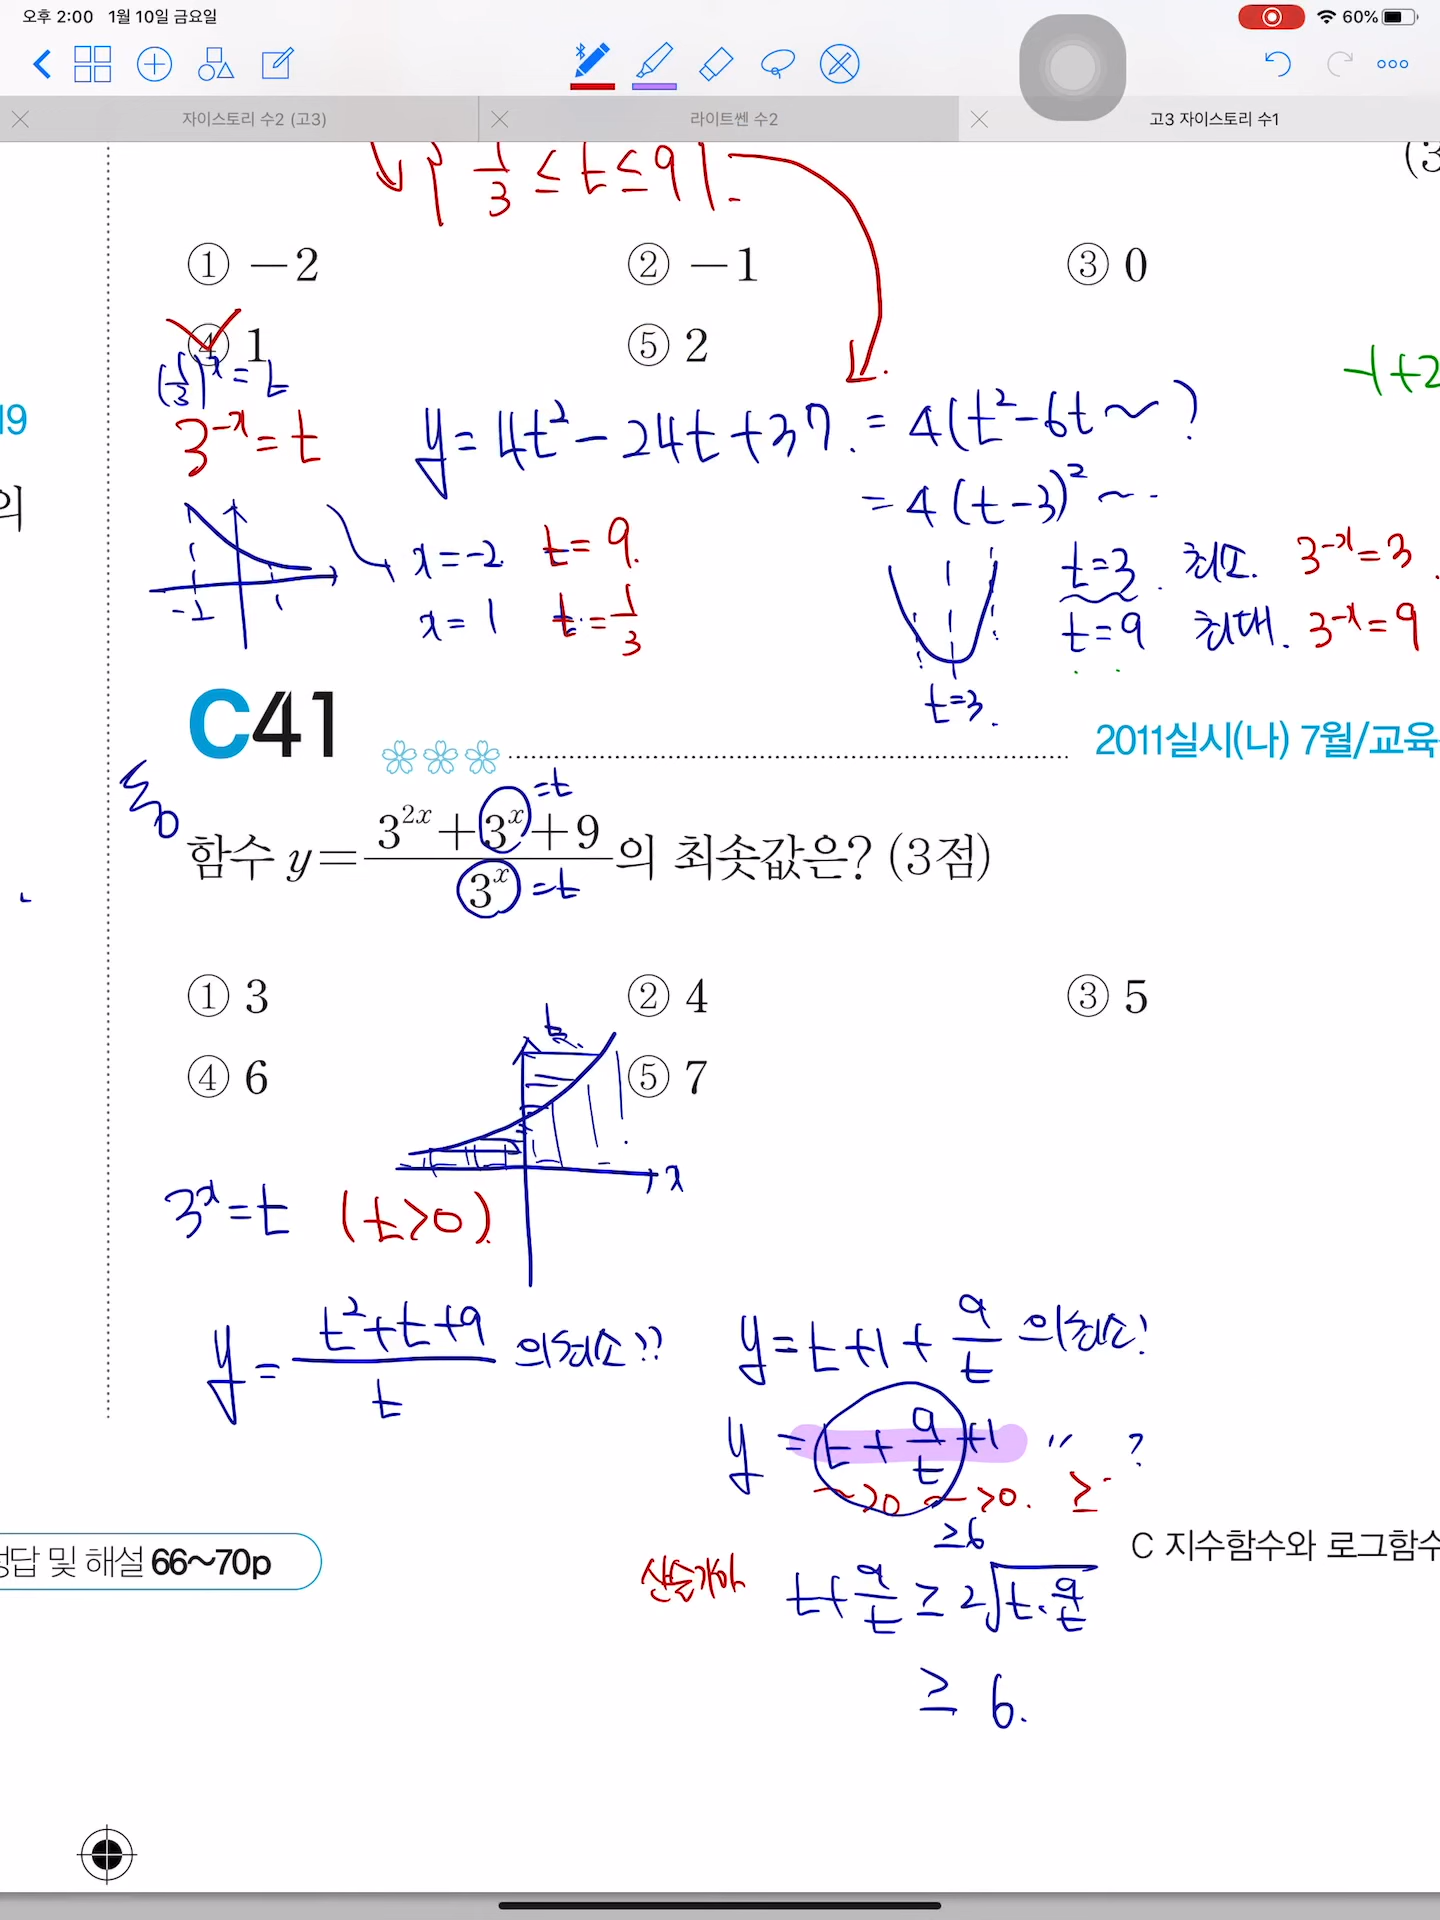 오후 2:00 1월 10일 금요일
60%
자이스토리 수2 (고3)
라이트쎈 수2
고3 자이스토리 수1
(3
1/3 ≤ t ≤ 9
① −2 ② −1 ③ 0
④ 1 ⑤ 2
(1/3)^x = t
-1+2
19
3^-x = t
y = 4t² − 24t + 37. = 4(t² − 6t ~ ?
= 4(t−3)² ~
의
x = −2 t = 9.
x = 1 t = 1/3
t=3. 최소. 3^-x = 3
t=9 최대. 3^-x = 9
t=3.
C41
2011실시(나) 7월/교육
=t
함수 y = (3^2x + 3^x + 9)/3^x 의 최솟값은? (3점)
=t
① 3 ② 4 ③ 5
④ 6 ⑤ 7
t
x
3^x = t (t>0).
y = (t²+t+9)/t 의 최소??
y = t+1+ 9/t 의 최소?
y = t + 9/t +1 〃 ?
>0 >0. ≥
≥6
정답 및 해설 66~70p
C 지수함수와 로그함수
산술기하
t + 9/t ≥ 2√(t · 9/t)
≥ 6.